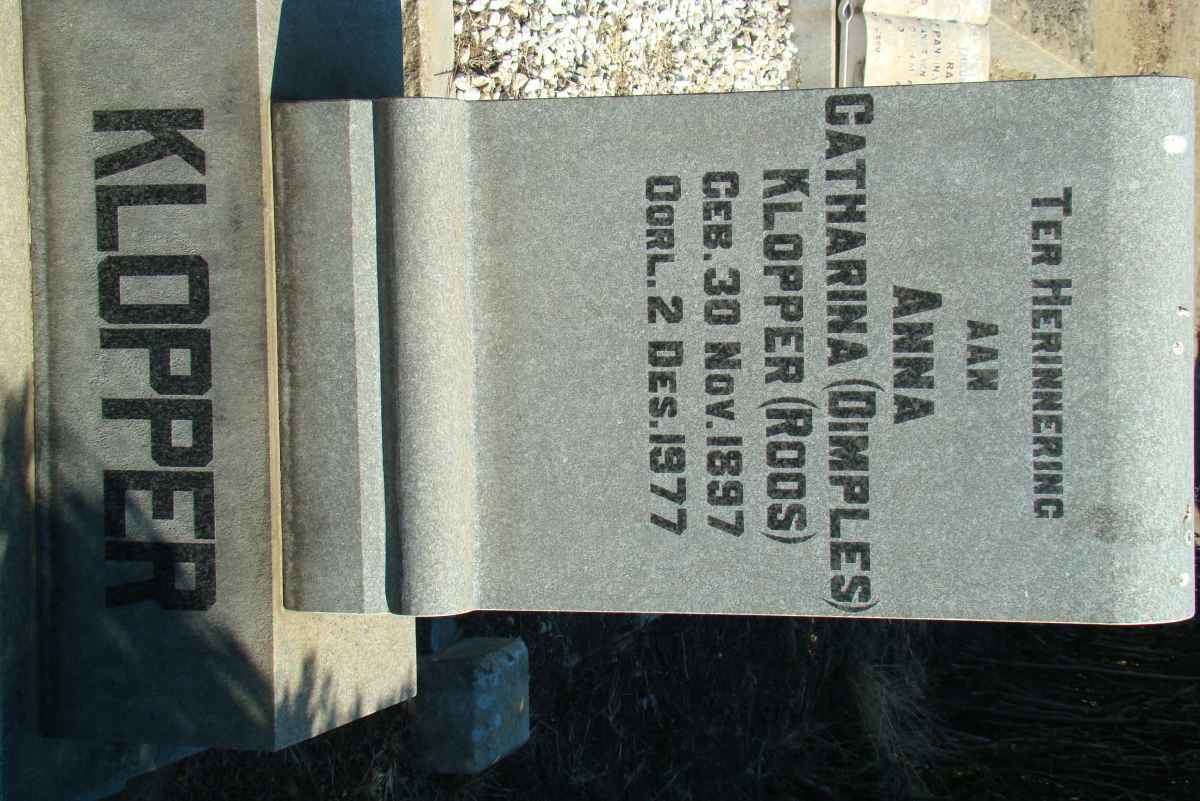 TER HERINNERING
AAN
ANNA
CATHARINA (DIMPLES)
KLOPPER (ROOS)
GEB. 30 NOV. 1897
OORL. 2 DES. 1977
KLOPPER